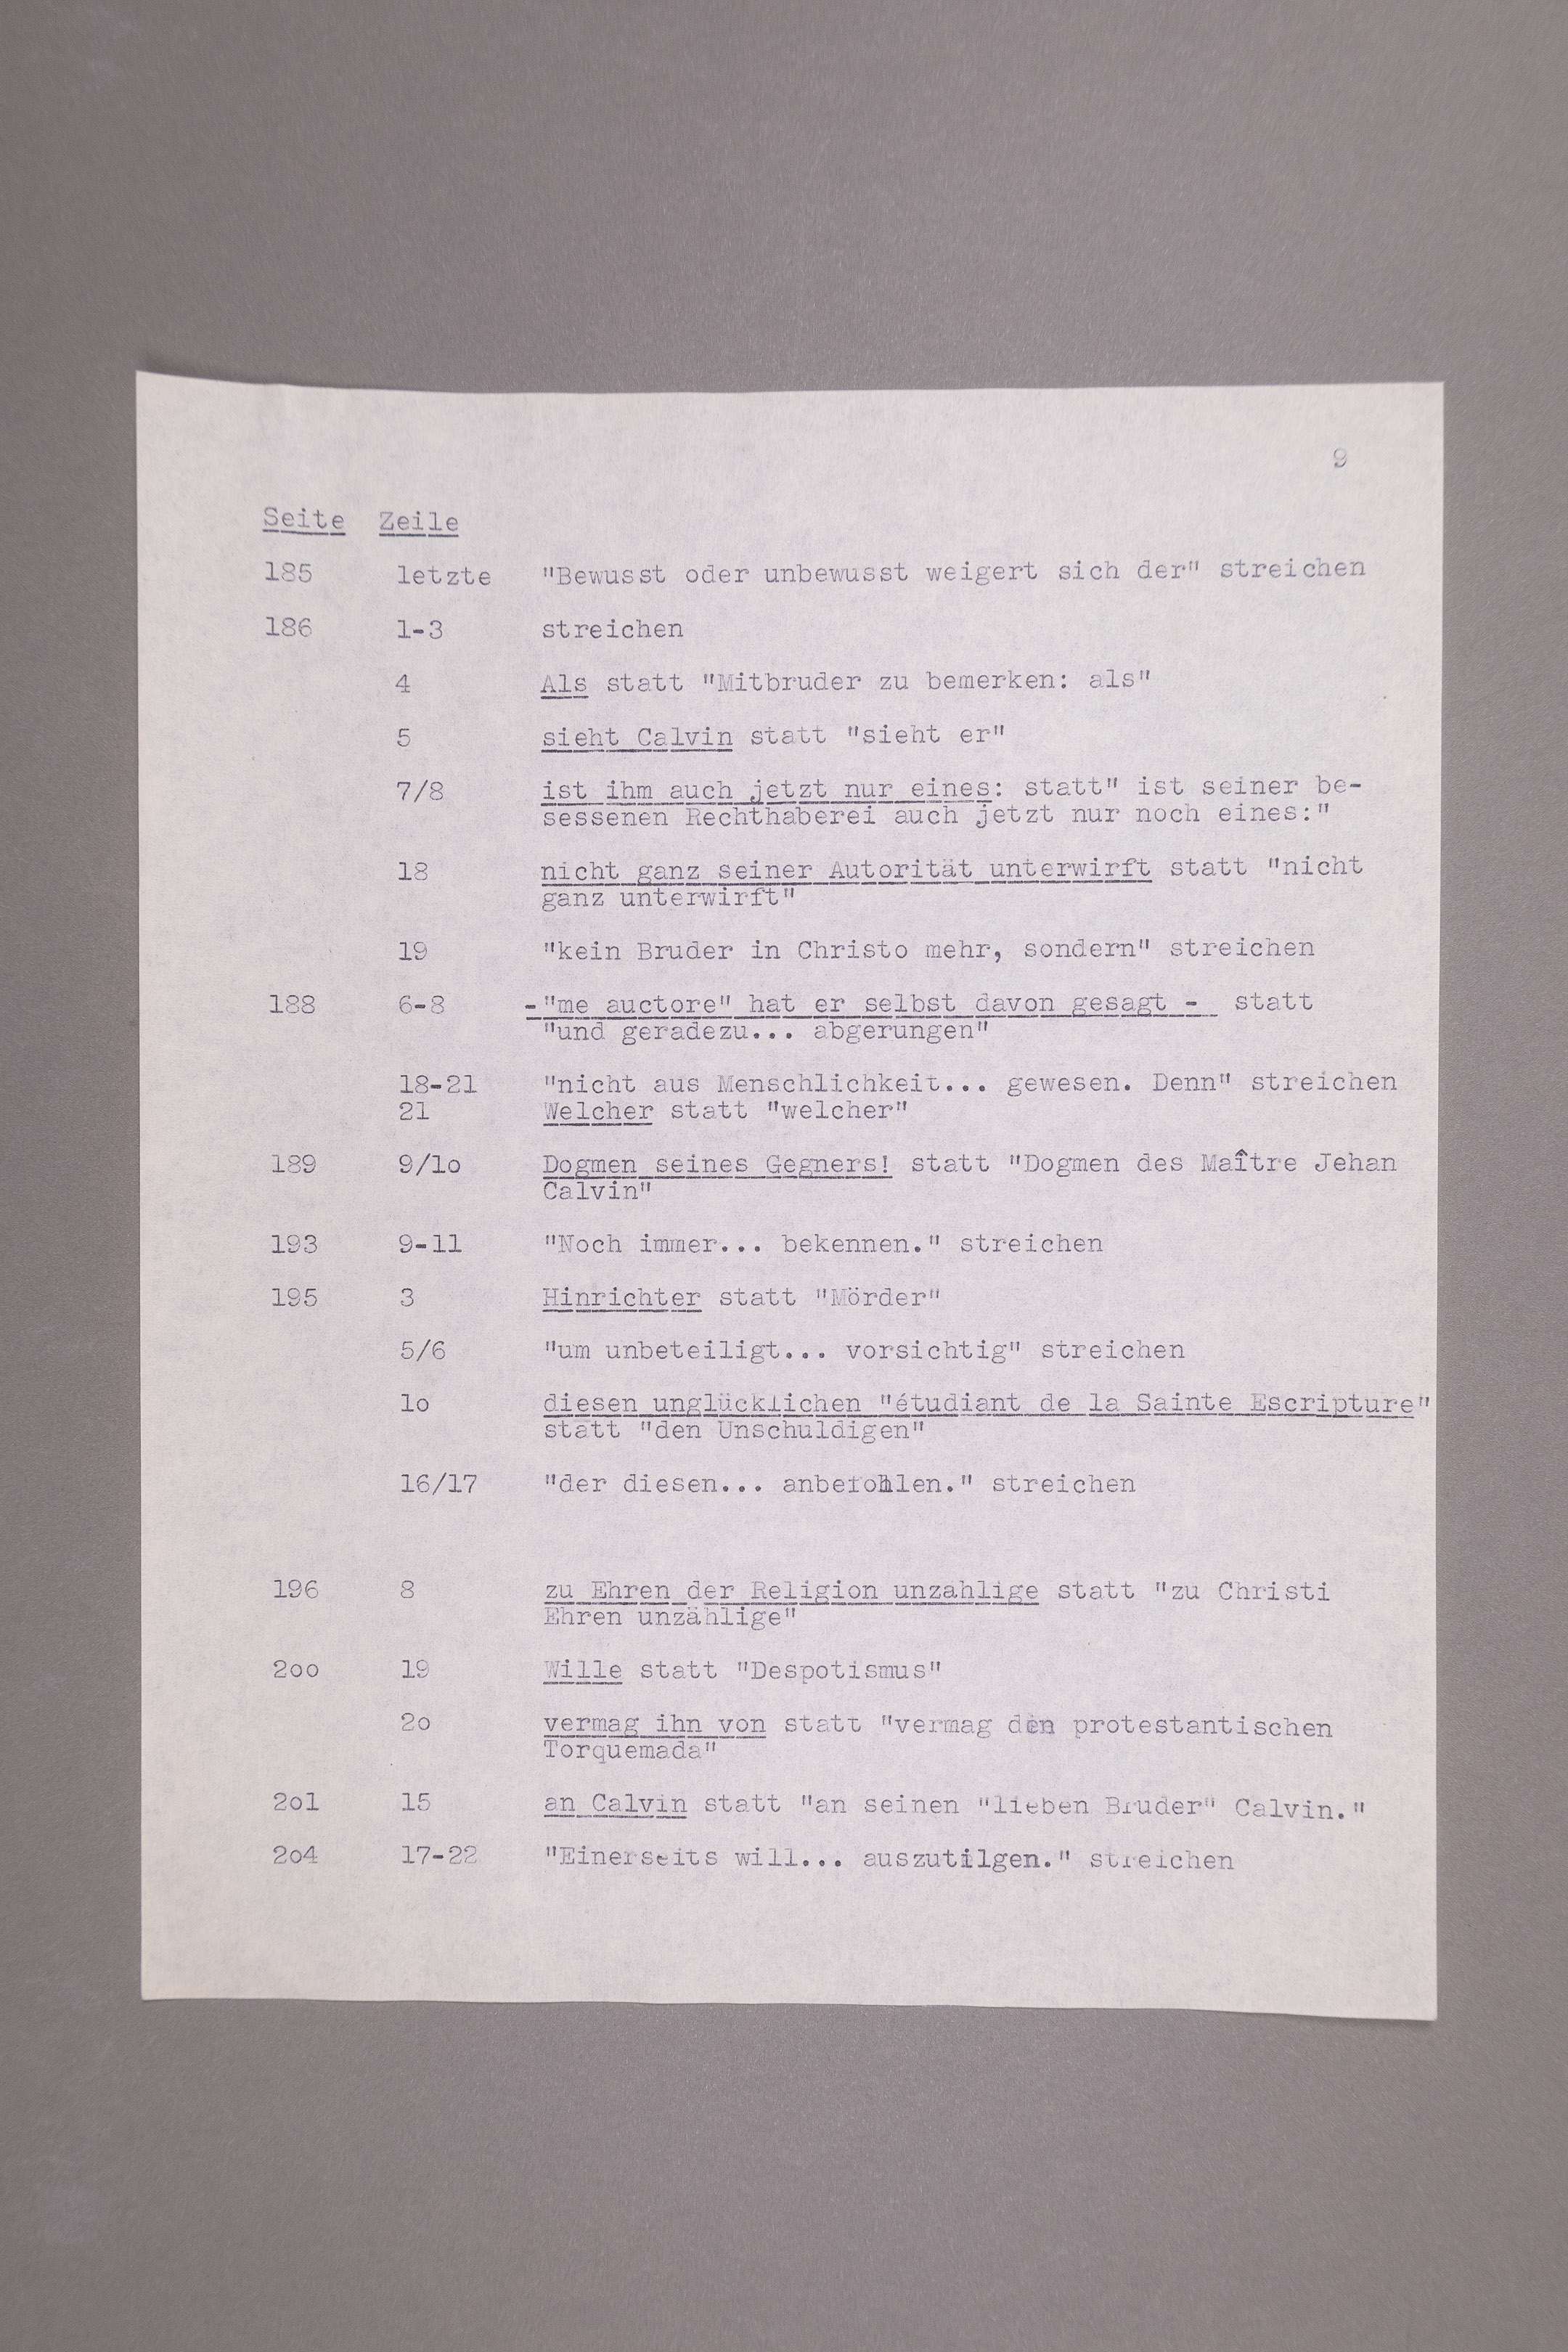 9
Seite Zeile
185 letzte "Bewusst oder unbewusst weigert sich der" streichen
186 1-3 streichen
4 Als statt "Mitbruder zu bemerken: als"
5 sieht Calvin statt "sieht er"
7/8 ist ihm auch jetzt nur eines: statt" ist seiner be-
sessenen Rechthaberei auch jetzt nur noch eines:"
18 nicht ganz seiner Autorität unterwirft statt "nicht
ganz unterwirft"
19 "kein Bruder in Christo mehr, sondern" streichen
188 6-8 -"me auctore" hat er selbst davon gesagt - statt
"und geradezu... abgerungen"
18-21 "nicht aus Menschlichkeit... gewesen. Denn" streichen
21 Welcher statt "welcher"
189 9/lo Dogmen seines Gegners! statt "Dogmen des Maître Jehan
Calvin"
193 9-11 "Noch immer... bekennen." streichen
195 3 Hinrichter statt "Mörder"
5/6 "um unbeteiligt... vorsichtig" streichen
lo diesen unglücklichen "étudiant de la Sainte Escripture"
statt "den Unschuldigen"
16/17 "der diesen... anbefohlen." streichen
196 8 zu Ehren der Religion unzahlige statt "zu Christi
Ehren unzählige"
2oo 19 Wille statt "Despotismus"
2o vermag ihn von statt "vermag den protestantischen
Torquemada"
2o1 15 an Calvin statt "an seinen "lieben Bruder" Calvin."
2o4 17-22 "Einerseits will... auszutilgen." streichen